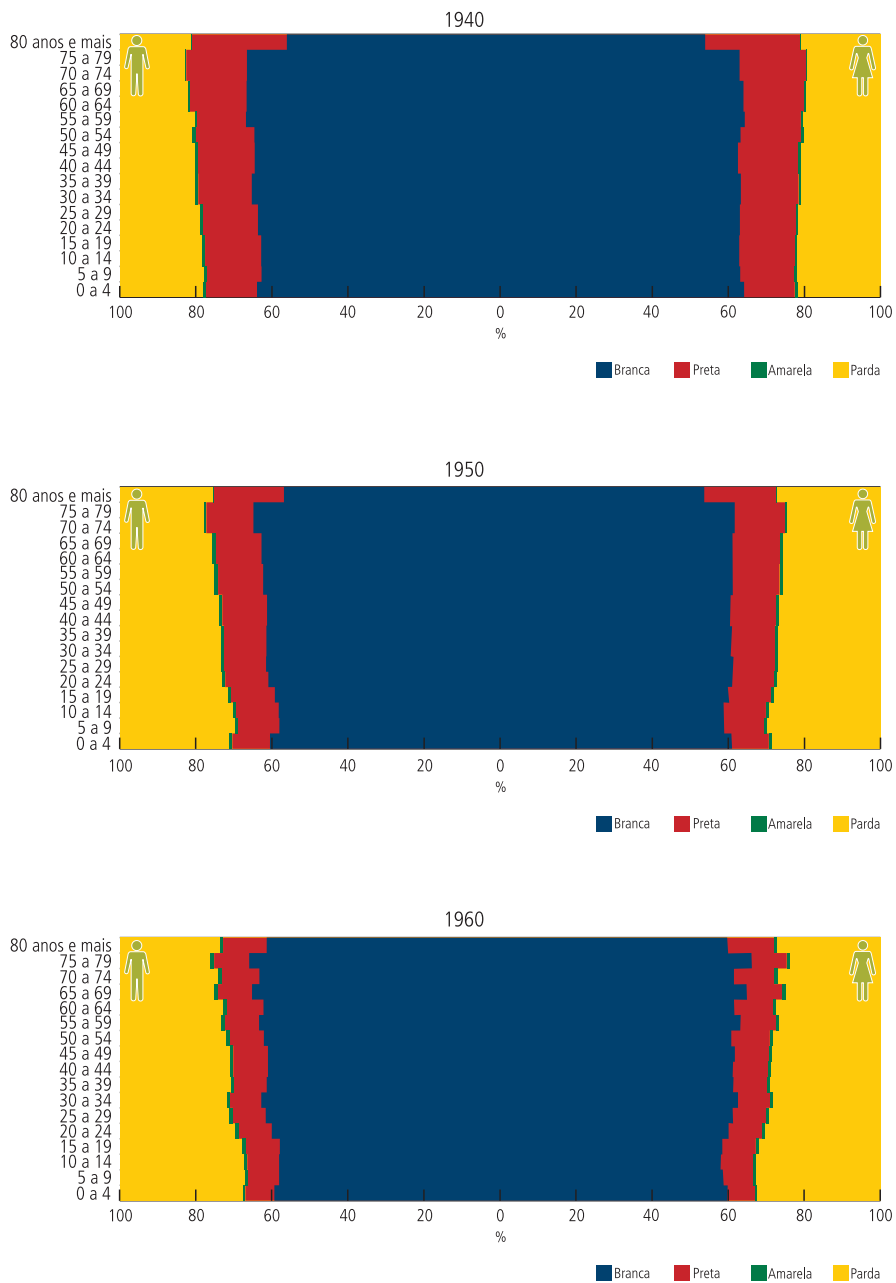 1940
80 anos e mais
75 a 79
70 a 74
65 a 69
60 a 64
55 a 59
50 a 54
45 a 49
40 a 44
35 a 39
30 a 34
25 a 29
20 a 24
15 a 19
10 a 14
5 a 9
0 a 4
100 80 60 40 20 0 20 40 60 80 100
%
Branca Preta Amarela Parda
1950
80 anos e mais
75 a 79
70 a 74
65 a 69
60 a 64
55 a 59
50 a 54
45 a 49
40 a 44
35 a 39
30 a 34
25 a 29
20 a 24
15 a 19
10 a 14
5 a 9
0 a 4
100 80 60 40 20 0 20 40 60 80 100
%
Branca Preta Amarela Parda
1960
80 anos e mais
75 a 79
70 a 74
65 a 69
60 a 64
55 a 59
50 a 54
45 a 49
40 a 44
35 a 39
30 a 34
25 a 29
20 a 24
15 a 19
10 a 14
5 a 9
0 a 4
100 80 60 40 20 0 20 40 60 80 100
%
Branca Preta Amarela Parda